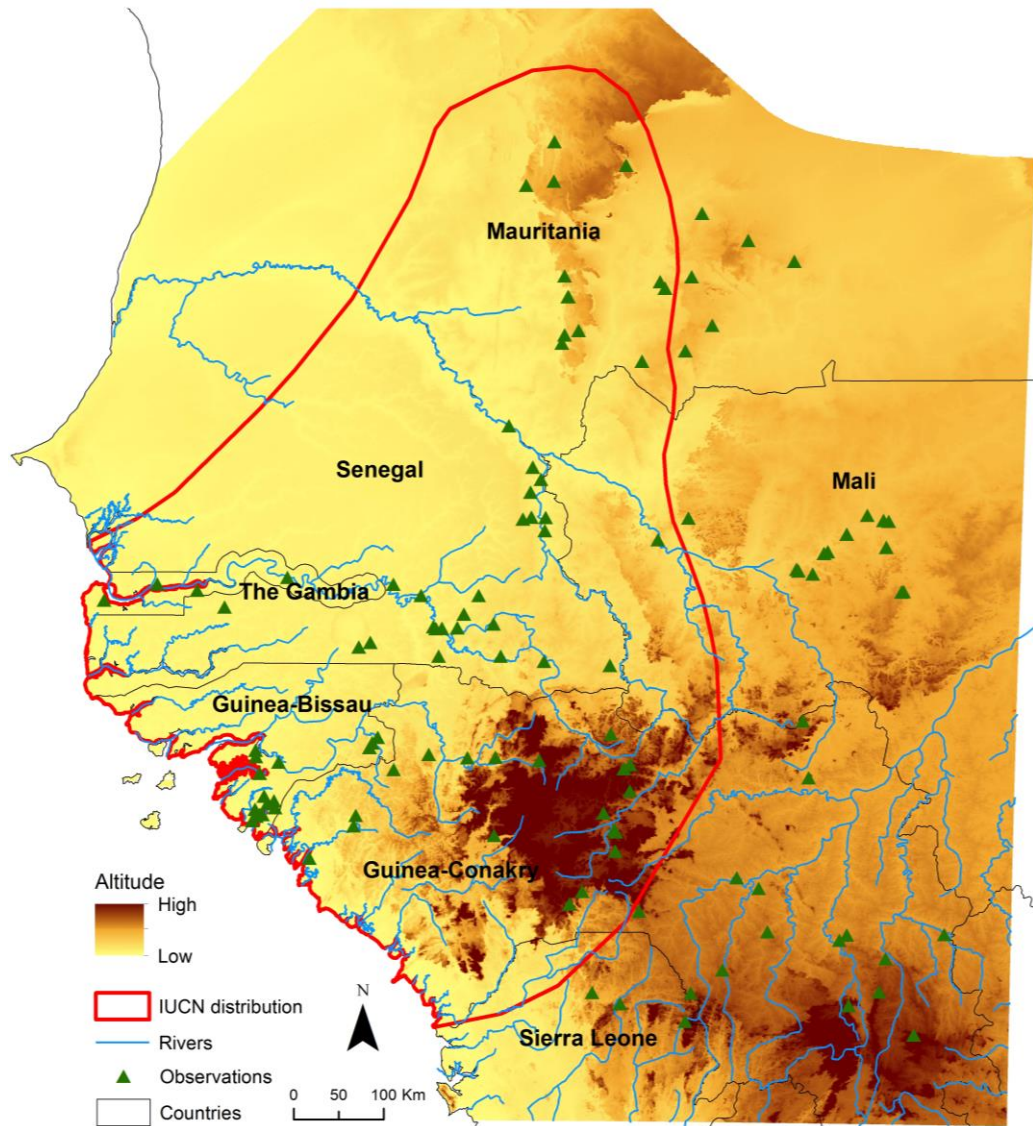 Mauritania
Senegal
Mali
The Gambia
Guinea-Bissau
Guinea-Conakry
Sierra Leone
Altitude
High
Low
IUCN distribution
Rivers
Observations
Countries
N
0 50 100 Km